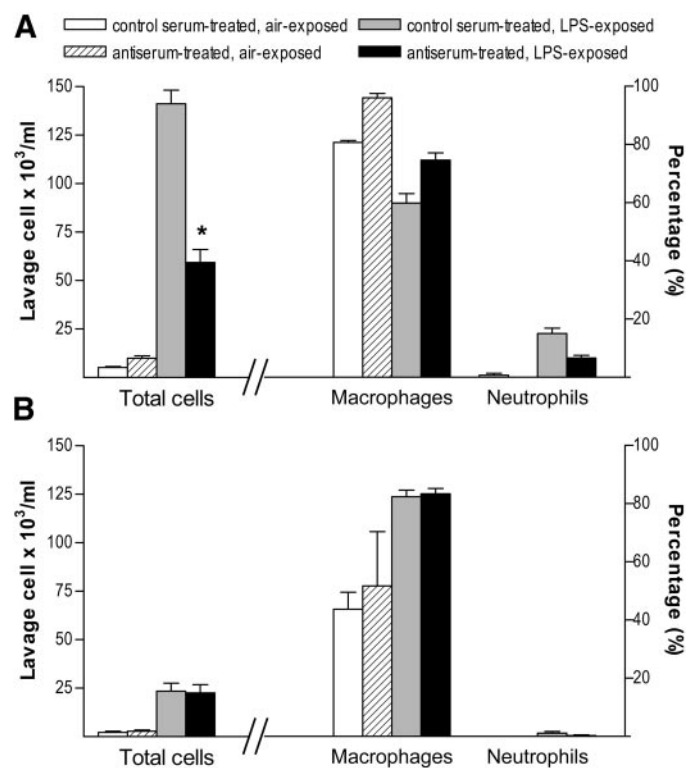 A
control serum-treated, air-exposed
control serum-treated, LPS-exposed
antiserum-treated, air-exposed
antiserum-treated, LPS-exposed
Lavage cell x 10³/ml
150
125
100
75
50
25
*
100
80
60
40
20
Percentage (%)
Total cells
Macrophages
Neutrophils
B
Lavage cell x 10³/ml
150
125
100
75
50
25
100
80
60
40
20
Percentage (%)
Total cells
Macrophages
Neutrophils